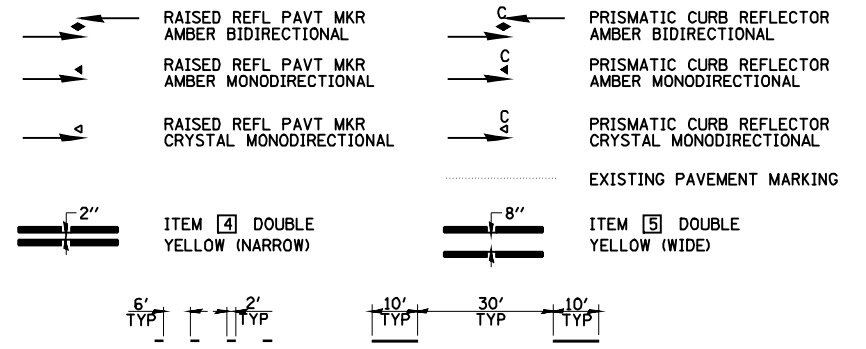 RAISED REFL PAVT MKR
AMBER BIDIRECTIONAL
C
PRISMATIC CURB REFLECTOR
AMBER BIDIRECTIONAL
RAISED REFL PAVT MKR
AMBER MONODIRECTIONAL
C
PRISMATIC CURB REFLECTOR
AMBER MONODIRECTIONAL
RAISED REFL PAVT MKR
CRYSTAL MONODIRECTIONAL
C
PRISMATIC CURB REFLECTOR
CRYSTAL MONODIRECTIONAL
EXISTING PAVEMENT MARKING
2''
ITEM 4 DOUBLE
YELLOW (NARROW)
8''
ITEM 5 DOUBLE
YELLOW (WIDE)
6' 2' 10' 30' 10'
TYP TYP TYP TYP TYP